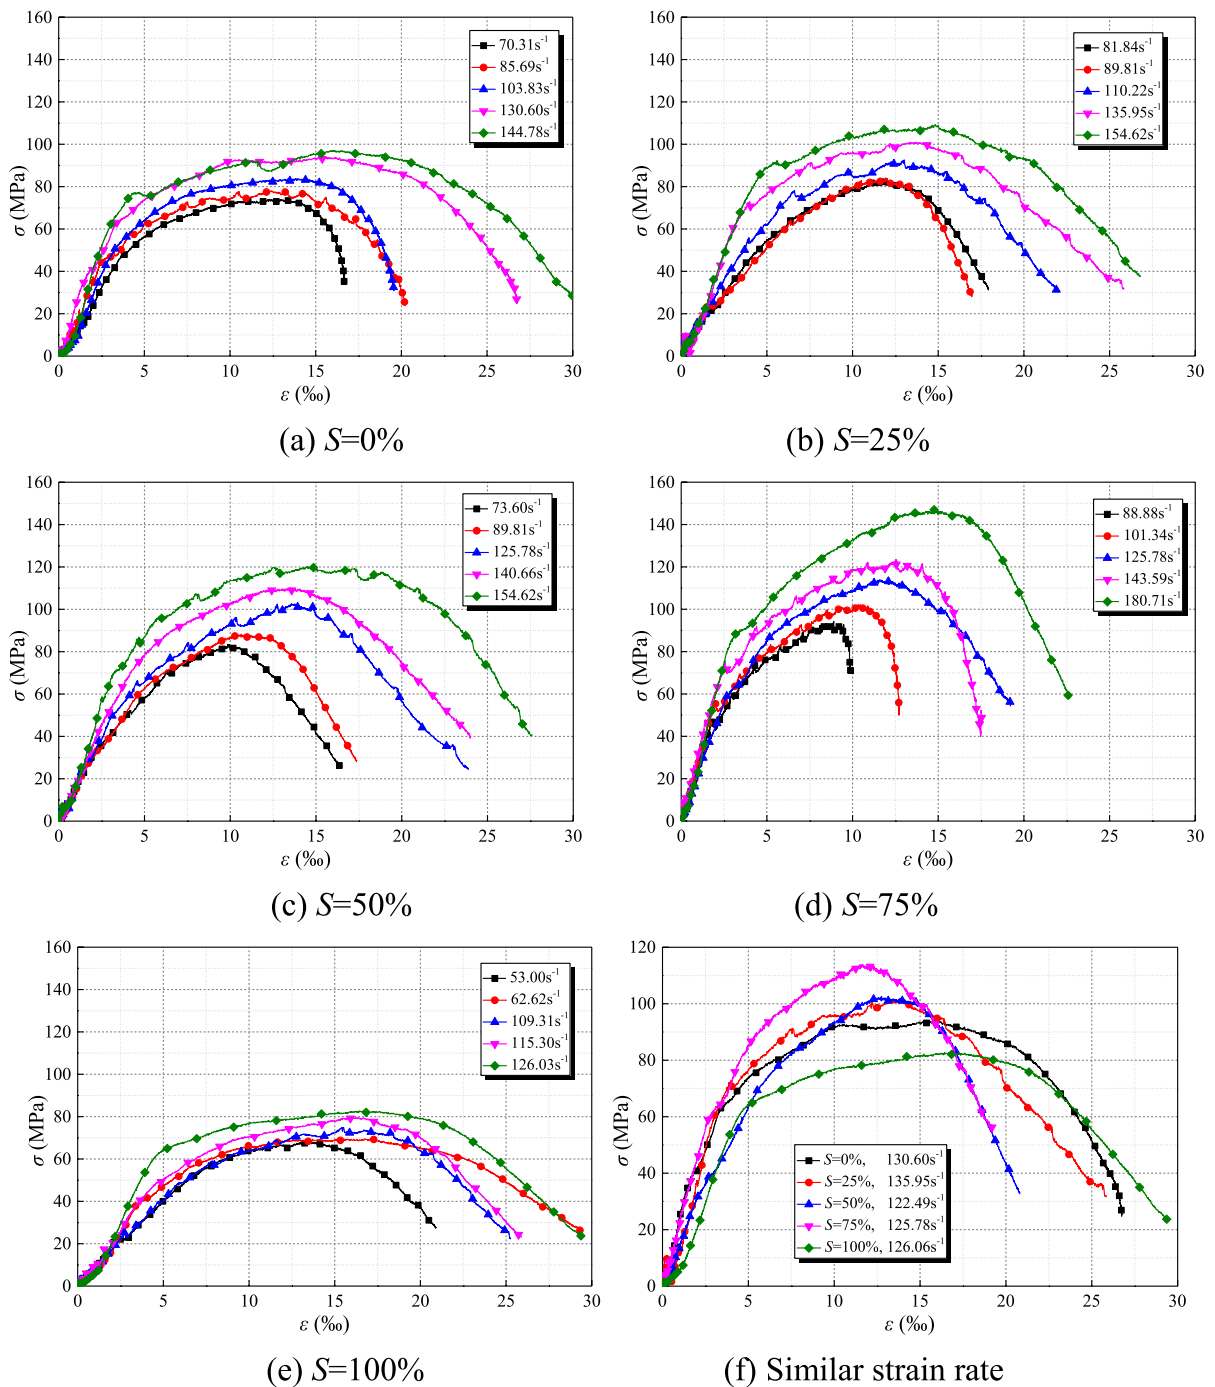 160
140
120
100
80
60
40
20
0
σ (MPa)
70.31s⁻¹
85.69s⁻¹
103.83s⁻¹
130.60s⁻¹
144.78s⁻¹
0 5 10 15 20 25 30
ε (‰)
(a) S=0%
160
140
120
100
80
60
40
20
0
σ (MPa)
81.84s⁻¹
89.81s⁻¹
110.22s⁻¹
135.95s⁻¹
154.62s⁻¹
0 5 10 15 20 25 30
ε (‰)
(b) S=25%
160
140
120
100
80
60
40
20
0
σ (MPa)
73.60s⁻¹
89.81s⁻¹
125.78s⁻¹
140.66s⁻¹
154.62s⁻¹
0 5 10 15 20 25 30
ε (‰)
(c) S=50%
160
140
120
100
80
60
40
20
0
σ (MPa)
88.88s⁻¹
101.34s⁻¹
125.78s⁻¹
143.59s⁻¹
180.71s⁻¹
0 5 10 15 20 25 30
ε (‰)
(d) S=75%
160
140
120
100
80
60
40
20
0
σ (MPa)
53.00s⁻¹
62.62s⁻¹
109.31s⁻¹
115.30s⁻¹
126.03s⁻¹
0 5 10 15 20 25 30
ε (‰)
(e) S=100%
120
100
80
60
40
20
0
σ (MPa)
S=0%, 130.60s⁻¹
S=25%, 135.95s⁻¹
S=50%, 122.49s⁻¹
S=75%, 125.78s⁻¹
S=100%, 126.06s⁻¹
0 5 10 15 20 25 30
ε (‰)
(f) Similar strain rate